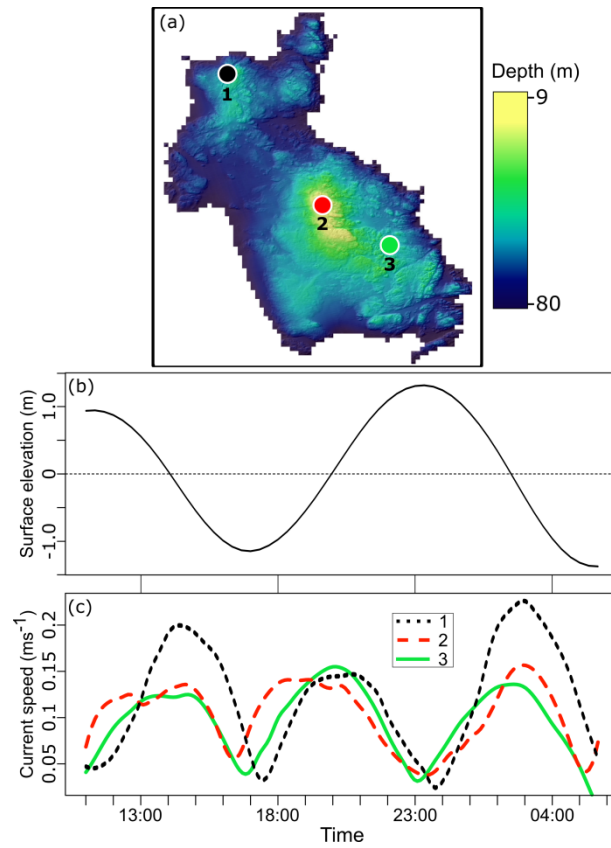 (a)
1
2
3
Depth (m)
9
80
(b)
Surface elevation (m)
1.0
0
-1.0
(c)
Current speed (ms-1)
0.2
0.15
0.1
0.05
1
2
3
13:00
18:00
23:00
04:00
Time